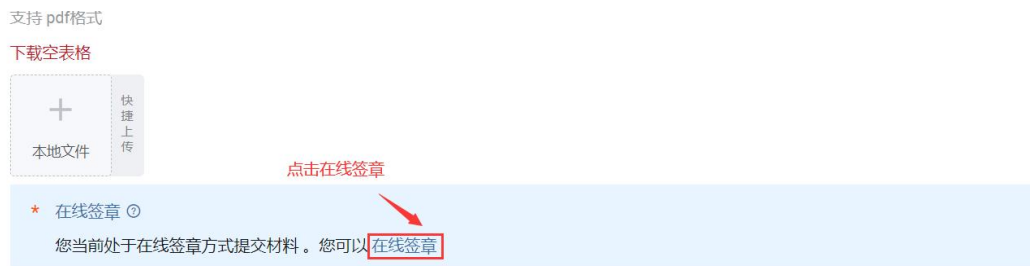 支持 pdf格式
下载空表格
本地文件
快捷上传
点击在线签章
* 在线签章 ?
您当前处于在线签章方式提交材料。您可以 在线签章